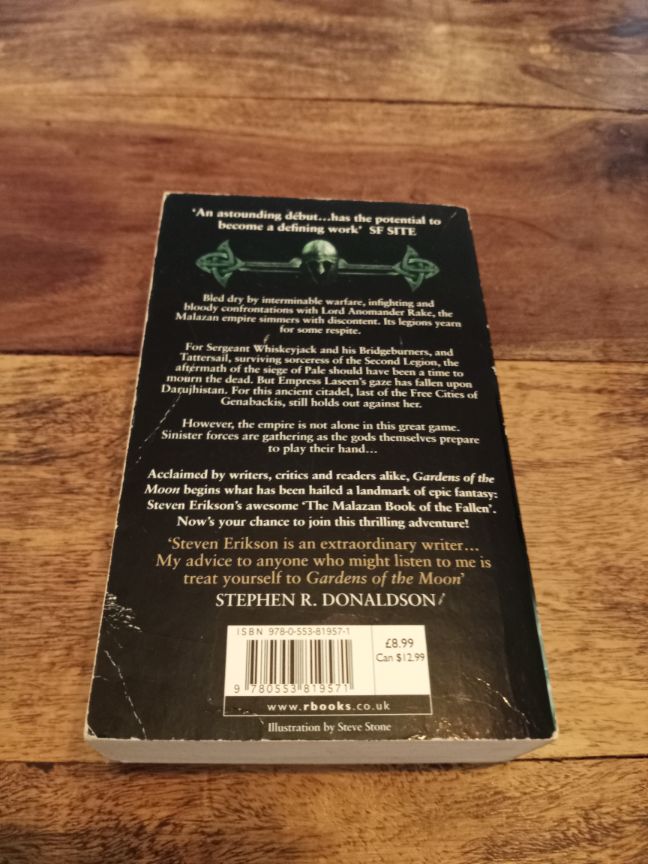 'An astounding début...has the potential to
become a defining work' SF SITE
Bled dry by interminable warfare, infighting and
bloody confrontations with Lord Anomander Rake, the
Malazan empire simmers with discontent. Its legions yearn
for some respite.
For Sergeant Whiskeyjack and his Bridgeburners, and
Tattersail, surviving sorceress of the Second Legion, the
aftermath of the siege of Pale should have been a time to
mourn the dead. But Empress Laseen's gaze has fallen upon
Darujhistan. For this ancient citadel, last of the Free Cities of
Genabackis, still holds out against her.
However, the empire is not alone in this great game.
Sinister forces are gathering as the gods themselves prepare
to play their hand...
Acclaimed by writers, critics and readers alike, Gardens of the
Moon begins what has been hailed a landmark of epic fantasy:
Steven Erikson's awesome 'The Malazan Book of the Fallen'.
Now's your chance to join this thrilling adventure!
'Steven Erikson is an extraordinary writer...
My advice to anyone who might listen to me is
treat yourself to Gardens of the Moon'
STEPHEN R. DONALDSON
ISBN 978-0-553-81957-1
£8.99
Can $12.99
9 780553 819571
www.rbooks.co.uk
Illustration by Steve Stone